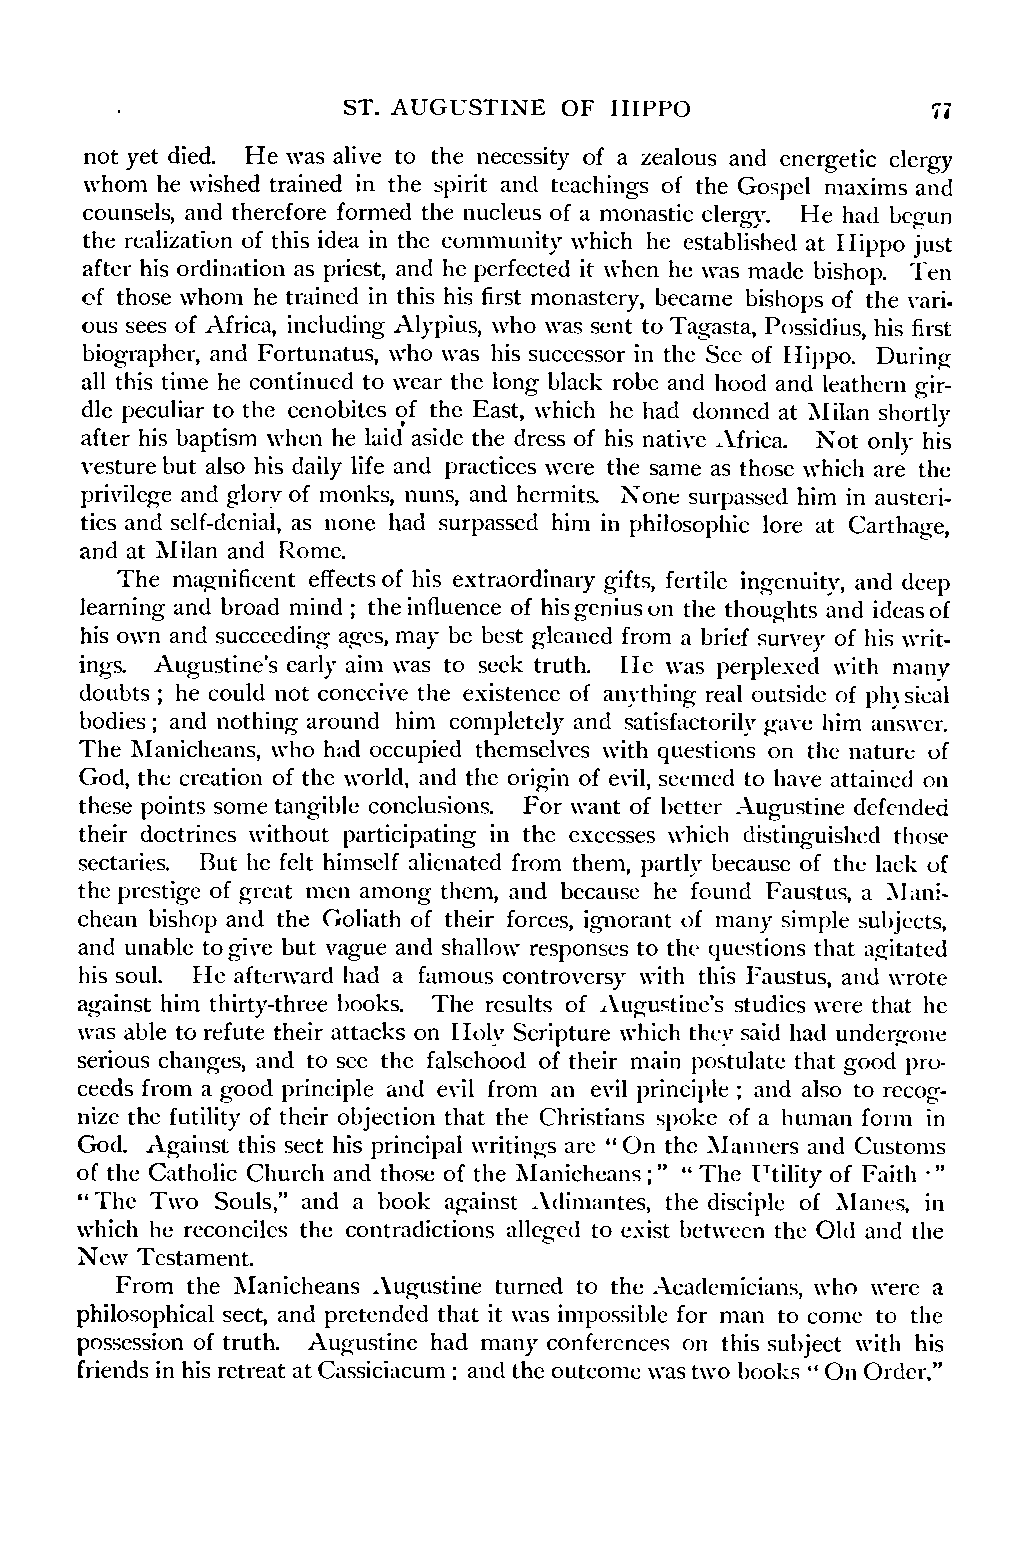 ST. AUGUSTINE OF HIPPO 77
not yet died. He was alive to the necessity of a zealous and energetic clergy
whom he wished trained in the spirit and teachings of the Gospel maxims and
counsels, and therefore formed the nucleus of a monastic clergy. He had begun
the realization of this idea in the community which he established at Hippo just
after his ordination as priest, and he perfected it when he was made bishop. Ten
of those whom he trained in this his first monastery, became bishops of the vari-
ous sees of Africa, including Alypius, who was sent to Tagasta, Possidius, his first
biographer, and Fortunatus, who was his successor in the See of Hippo. During
all this time he continued to wear the long black robe and hood and leathern gir-
dle peculiar to the cenobites of the East, which he had donned at Milan shortly
after his baptism when he laid aside the dress of his native Africa. Not only his
vesture but also his daily life and practices were the same as those which are the
privilege and glory of monks, nuns, and hermits. None surpassed him in austeri-
ties and self-denial, as none had surpassed him in philosophic lore at Carthage,
and at Milan and Rome.
The magnificent effects of his extraordinary gifts, fertile ingenuity, and deep
learning and broad mind ; the influence of his genius on the thoughts and ideas of
his own and succeeding ages, may be best gleaned from a brief survey of his writ-
ings. Augustine's early aim was to seek truth. He was perplexed with many
doubts ; he could not conceive the existence of anything real outside of physical
bodies ; and nothing around him completely and satisfactorily gave him answer.
The Manicheans, who had occupied themselves with questions on the nature of
God, the creation of the world, and the origin of evil, seemed to have attained on
these points some tangible conclusions. For want of better Augustine defended
their doctrines without participating in the excesses which distinguished those
sectaries. But he felt himself alienated from them, partly because of the lack of
the prestige of great men among them, and because he found Faustus, a Mani-
chean bishop and the Goliath of their forces, ignorant of many simple subjects,
and unable to give but vague and shallow responses to the questions that agitated
his soul. He afterward had a famous controversy with this Faustus, and wrote
against him thirty-three books. The results of Augustine's studies were that he
was able to refute their attacks on Holy Scripture which they said had undergone
serious changes, and to see the falsehood of their main postulate that good pro-
ceeds from a good principle and evil from an evil principle ; and also to recog-
nize the futility of their objection that the Christians spoke of a human form in
God. Against this sect his principal writings are "On the Manners and Customs
of the Catholic Church and those of the Manicheans ;" "The Utility of Faith ;"
"The Two Souls," and a book against Adimantes, the disciple of Manes, in
which he reconciles the contradictions alleged to exist between the Old and the
New Testament.
From the Manicheans Augustine turned to the Academicians, who were a
philosophical sect, and pretended that it was impossible for man to come to the
possession of truth. Augustine had many conferences on this subject with his
friends in his retreat at Cassiciacum ; and the outcome was two books "On Order."